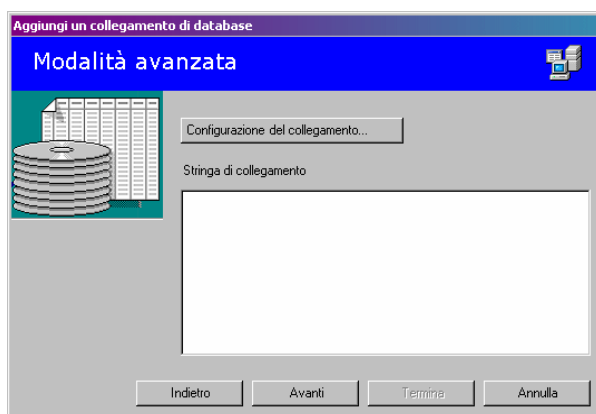 Aggiungi un collegamento di database
Modalità avanzata
Configurazione del collegamento...
Stringa di collegamento
Indietro Avanti Termina Annulla